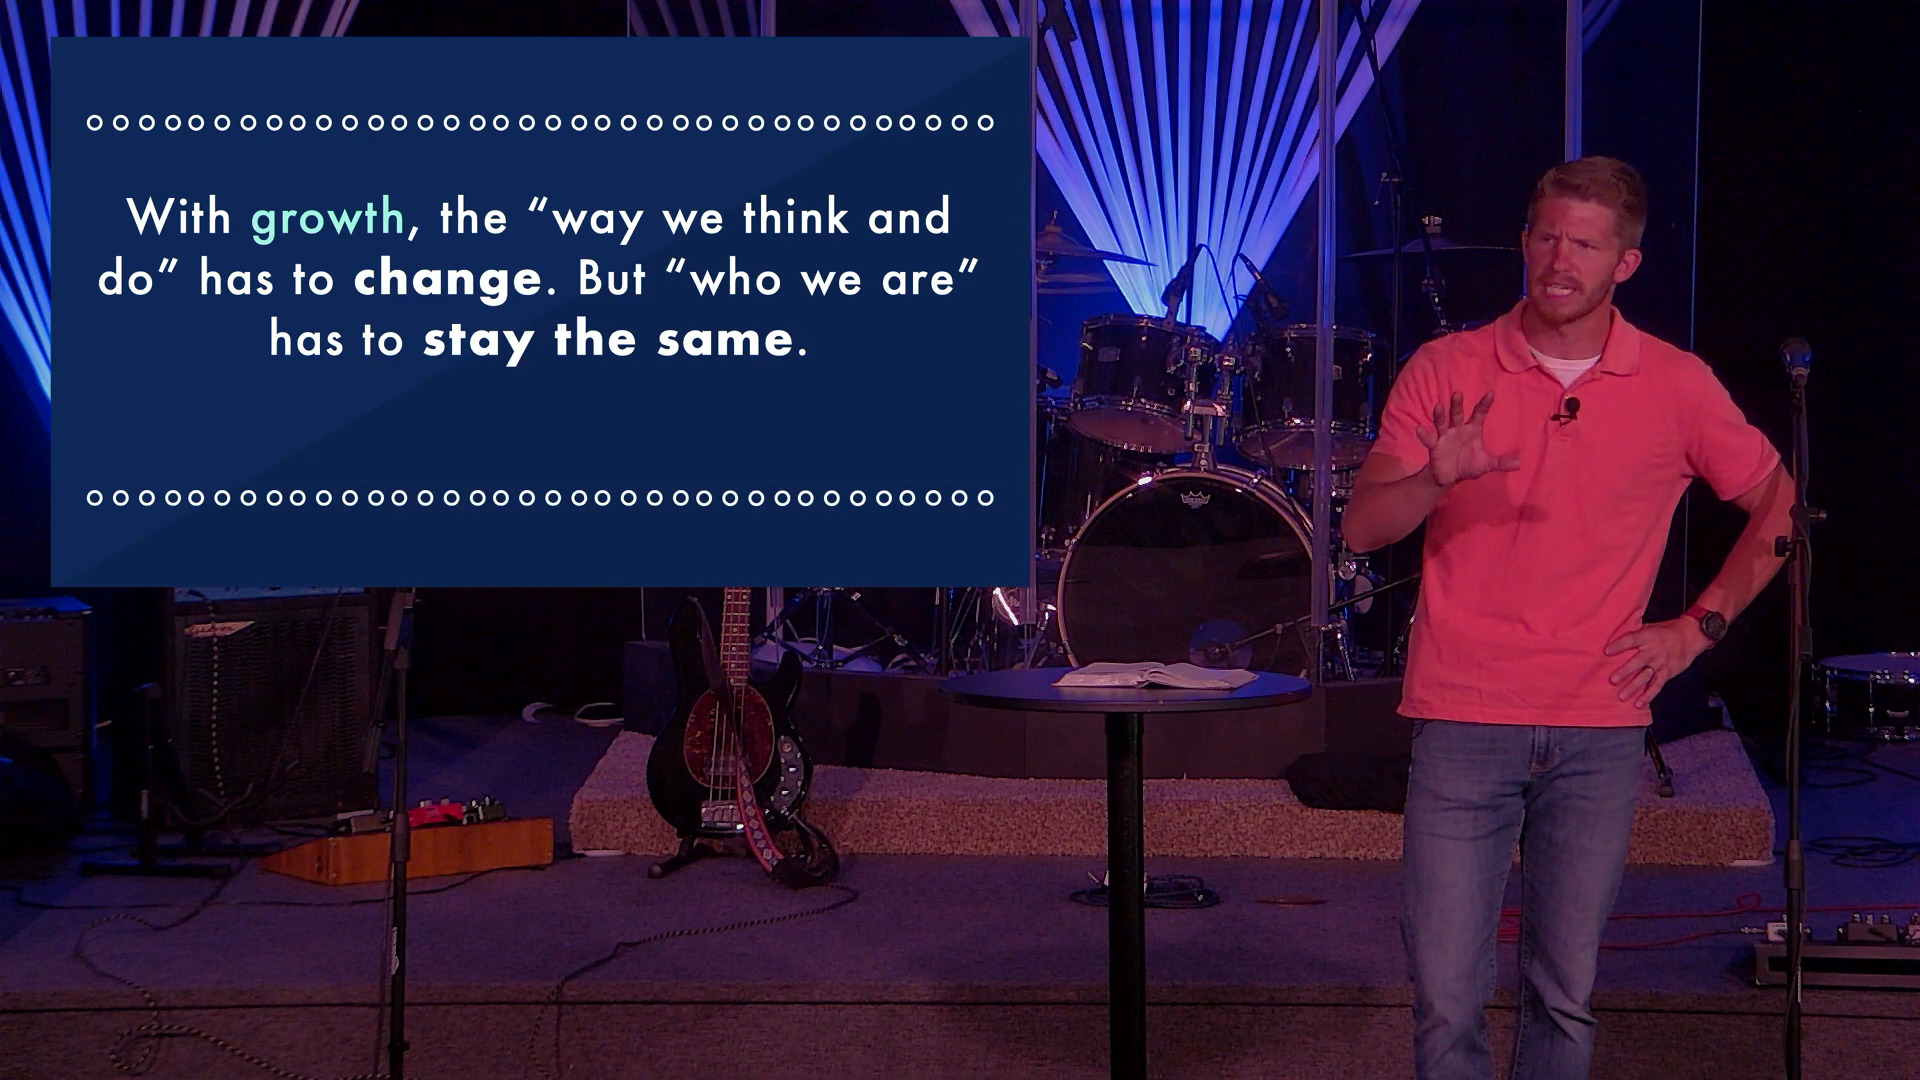 With growth, the “way we think and
do” has to change. But “who we are”
has to stay the same.